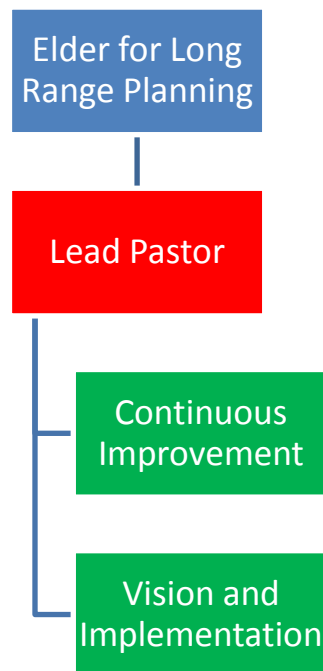 Elder for Long
Range Planning
Lead Pastor
Continuous
Improvement
Vision and
Implementation